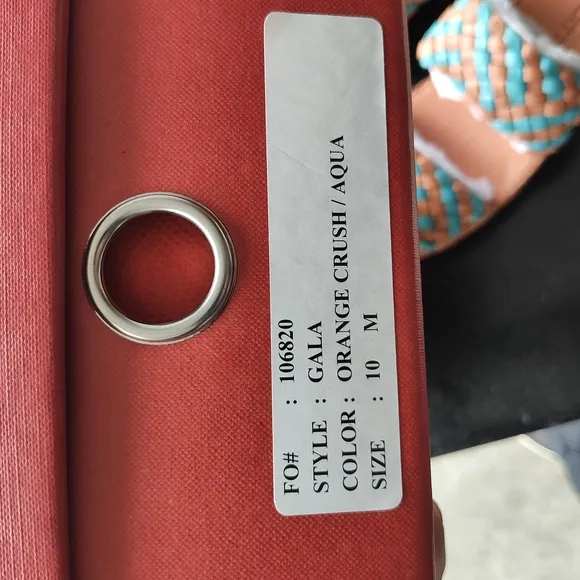 FO# : 106820
STYLE : GALA
COLOR : ORANGE CRUSH / AQUA
SIZE : 10 M